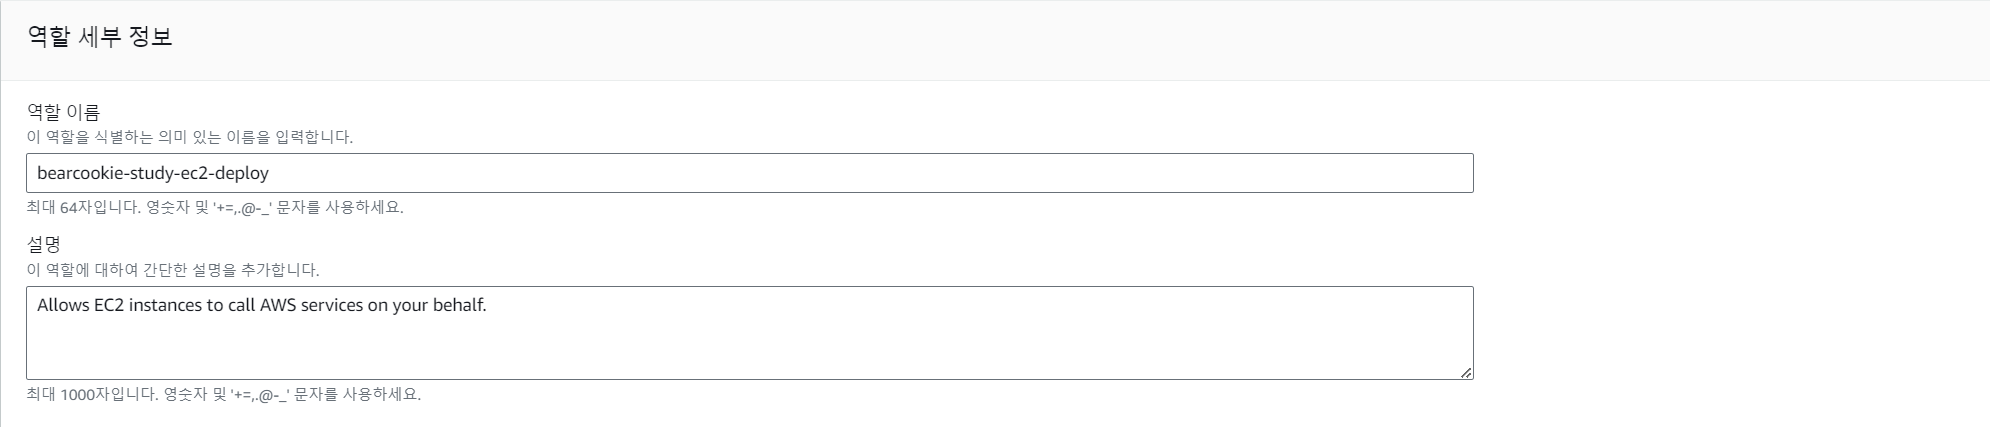 역할 세부 정보
역할 이름
이 역할을 식별하는 의미 있는 이름을 입력합니다.
bearcookie-study-ec2-deploy
최대 64자입니다. 영숫자 및 '+=,.@-_' 문자를 사용하세요.
설명
이 역할에 대하여 간단한 설명을 추가합니다.
Allows EC2 instances to call AWS services on your behalf.
최대 1000자입니다. 영숫자 및 '+=,.@-_' 문자를 사용하세요.